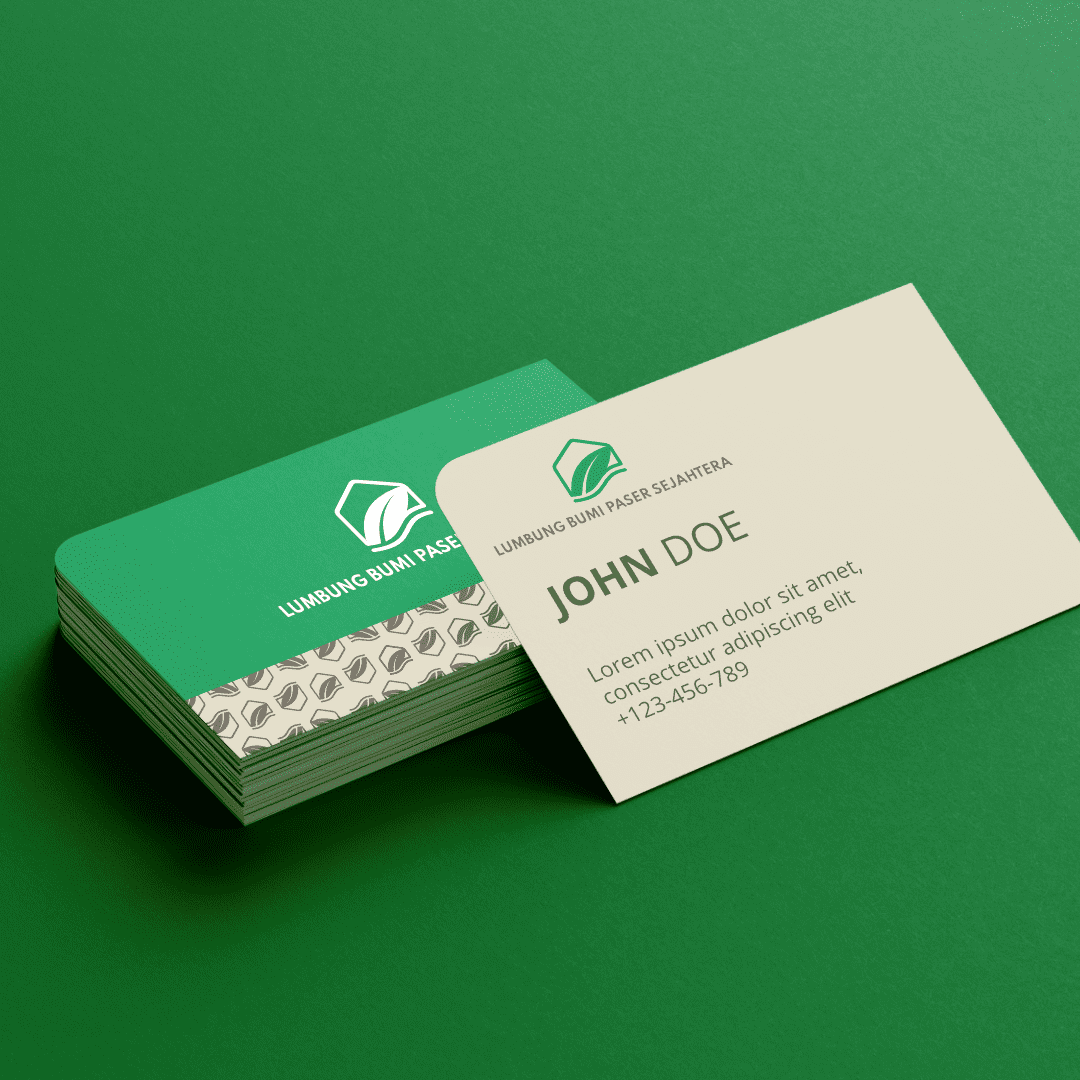 LUMBUNG BUMI PASER
LUMBUNG BUMI PASER SEJAHTERA
JOHN DOE
Lorem ipsum dolor sit amet,
consectetur adipiscing elit
+123-456-789